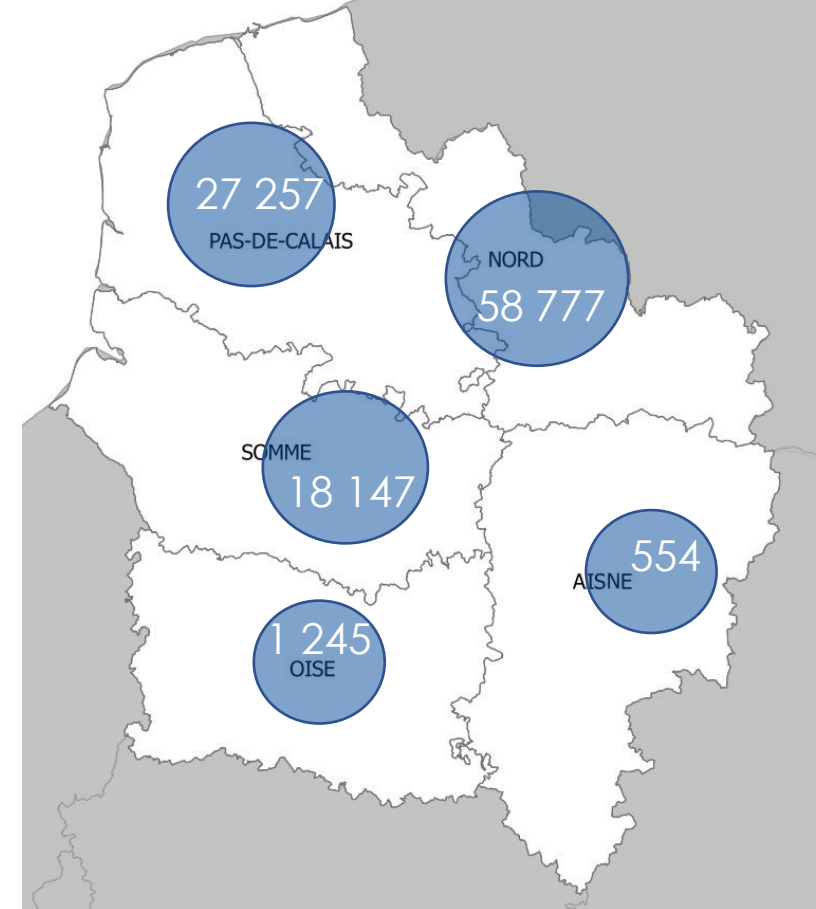 27 257
PAS-DE-CALAIS
NORD
58 777
SOMME
18 147
554
AISNE
1 245
OISE